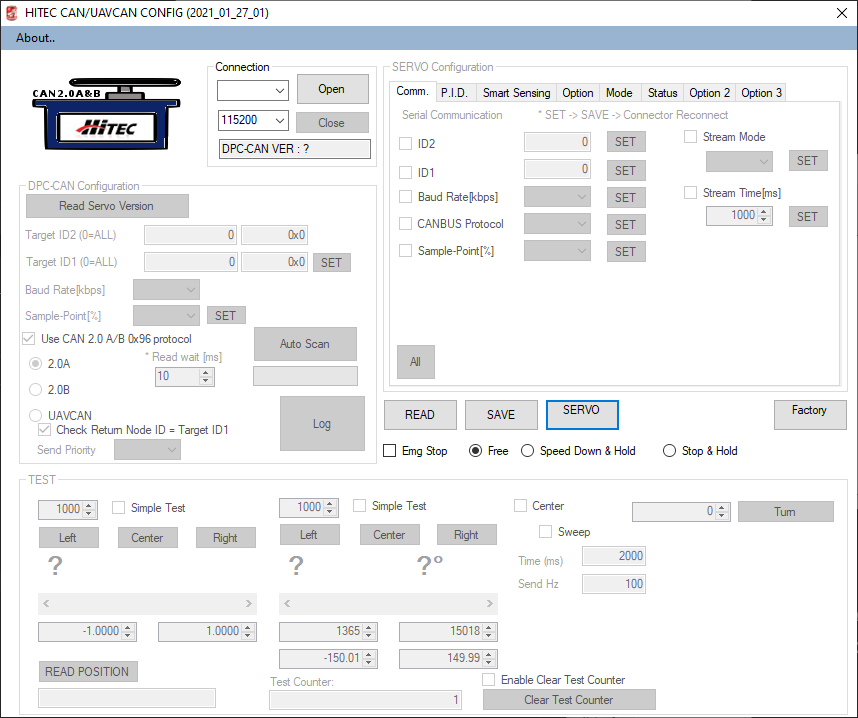 HITEC CAN/UAVCAN CONFIG (2021_01_27_01)
About..
CAN2.0A&B
HiTEC
Connection
Open
115200
Close
DPC-CAN VER : ?
DPC-CAN Configuration
Read Servo Version
Target ID2 (0=ALL) 0 0x0
Target ID1 (0=ALL) 0 0x0 SET
Baud Rate[kbps]
Sample-Point[%] SET
Use CAN 2.0 A/B 0x96 protocol
2.0A
* Read wait [ms]
10
Auto Scan
2.0B
UAVCAN
Check Return Node ID = Target ID1
Send Priority
Log
SERVO Configuration
Comm. P.I.D. Smart Sensing Option Mode Status Option 2 Option 3
Serial Communication * SET -> SAVE -> Connector Reconnect
ID2 0 SET
ID1 0 SET
Baud Rate[kbps] SET
CANBUS Protocol SET
Sample-Point[%] SET
Stream Mode
SET
Stream Time[ms]
1000 SET
All
READ SAVE SERVO Factory
Emg Stop Free Speed Down & Hold Stop & Hold
TEST
1000 Simple Test
Left Center Right
?
< >
-1.0000 1.0000
READ POSITION
1000 Simple Test
Left Center Right
? ?º
< >
1365 15018
-150.01 149.99
Test Counter:
1
Center 0 Turn
Sweep
Time (ms) 2000
Send Hz 100
Enable Clear Test Counter
Clear Test Counter